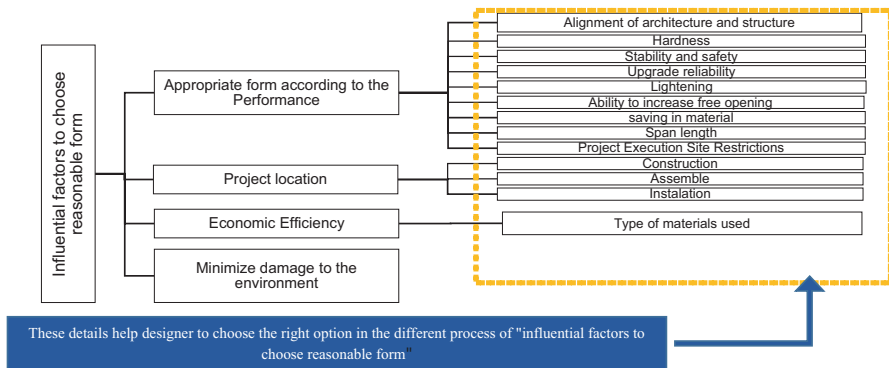 Influential factors to choose
reasonable form
Appropriate form according to the
Performance
Project location
Economic Efficiency
Minimize damage to the
environment
Alignment of architecture and structure
Hardness
Stability and safety
Upgrade reliability
Lightening
Ability to increase free opening
saving in material
Span length
Project Execution Site Restrictions
Construction
Assemble
Instalation
Type of materials used
These details help designer to choose the right option in the different process of "influential factors to
choose reasonable form"